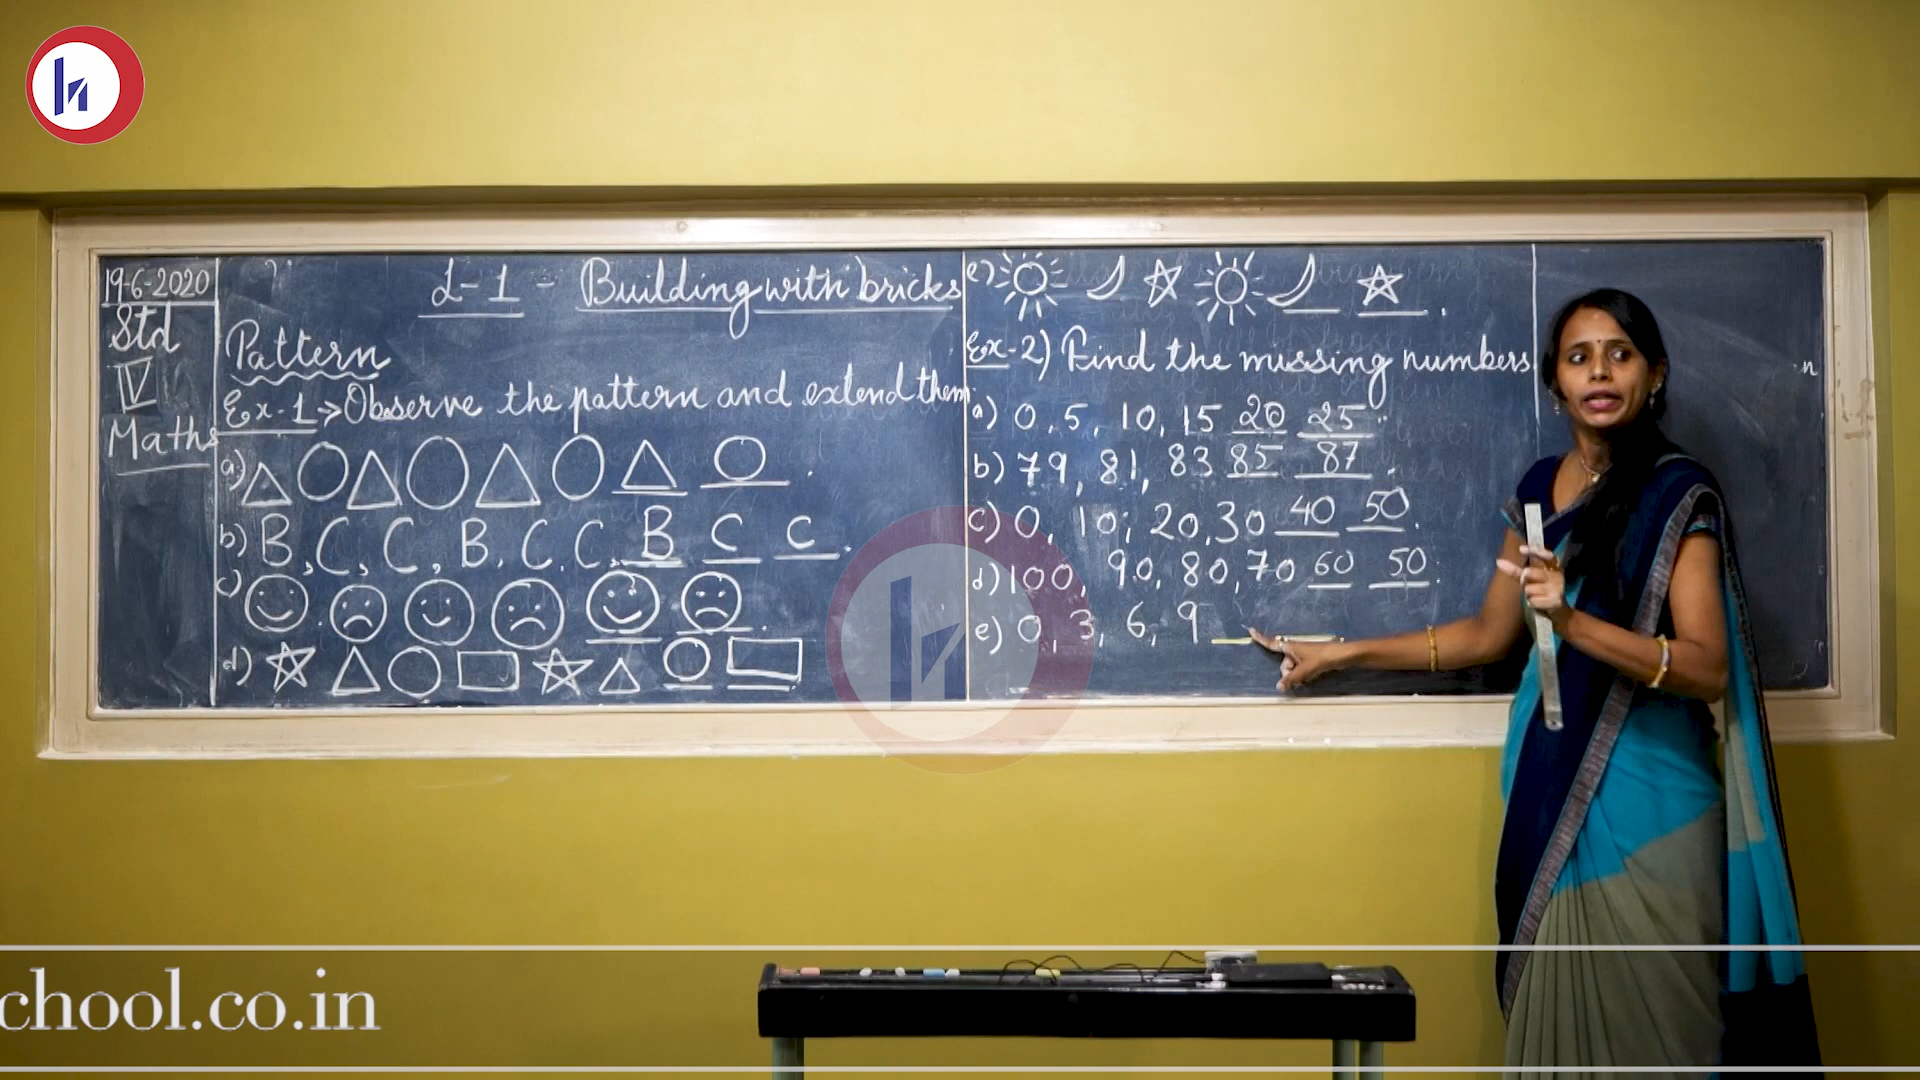 19-6-2020
Std
IV
Maths
L-1 - Building with bricks
Pattern
Ex-1 → Observe the pattern and extend them.
a)
b) B, C, C, B, C, C, B C C.
c)
d)
e)
Ex-2) Find the missing numbers
a) 0, 5, 10, 15 20 25.
b) 79, 81, 83 85 87.
c) 0, 10, 20, 30 40 50.
d) 100, 90, 80, 70 60 50.
e) 0, 3, 6, 9
n
chool.co.in